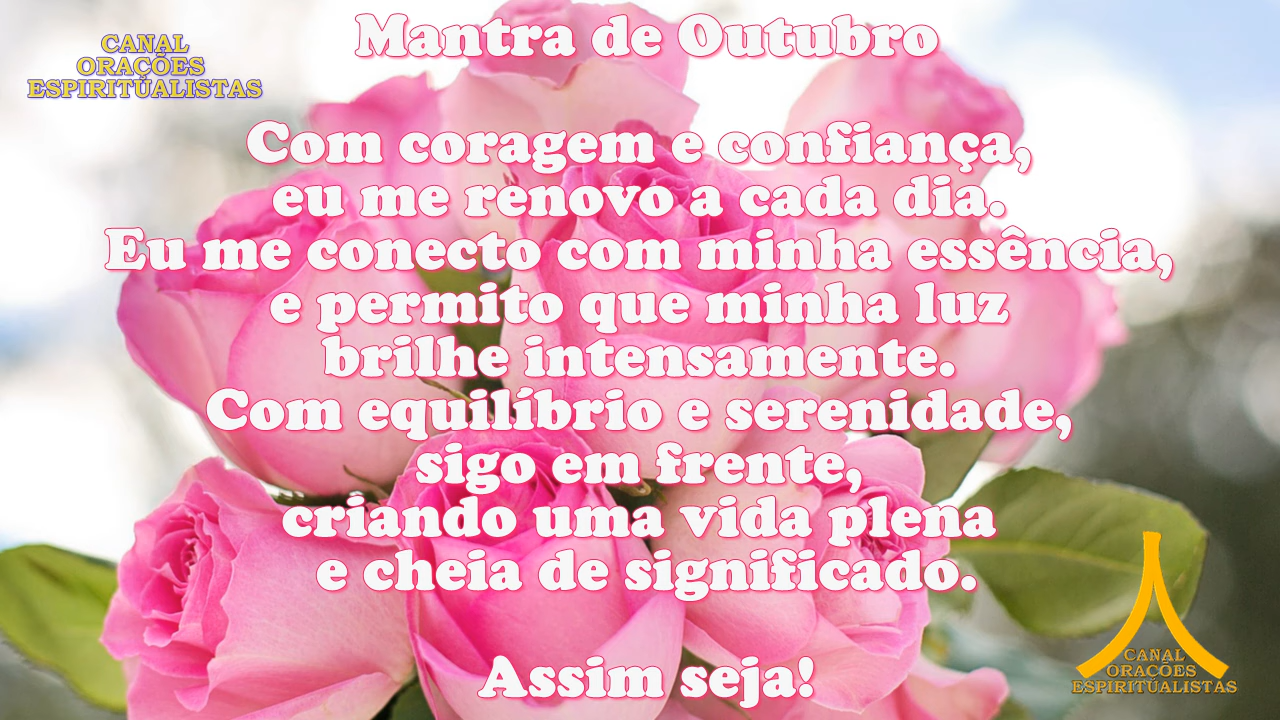 CANAL
ORAÇÕES
ESPIRITUALISTAS
Mantra de Outubro
Com coragem e confiança,
eu me renovo a cada dia.
Eu me conecto com minha essência,
e permito que minha luz
brilhe intensamente.
Com equilíbrio e serenidade,
sigo em frente,
criando uma vida plena
e cheia de significado.
Assim seja!
CANAL
ORAÇÕES
ESPIRITUALISTAS